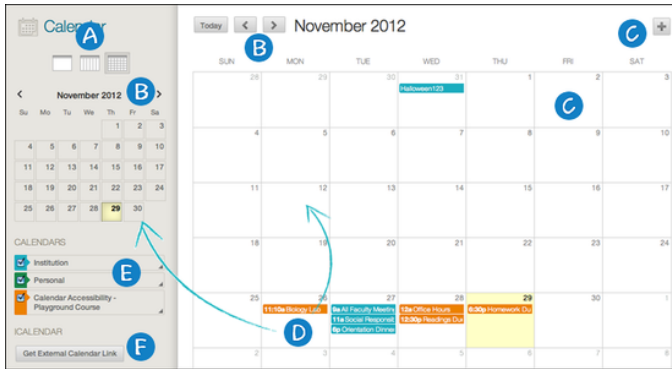 Calendar
A
November 2012
B
Su Mo Tu We Th Fr Sa
1 2 3
4 5 6 7 8 9 10
11 12 13 14 15 16 17
18 19 20 21 22 23 24
25 26 27 28 29 30
CALENDARS
Institution
E
Personal
Calendar Accessibility -
Playground Course
ICALENDAR
Get External Calendar Link
F
Today November 2012
B
C
SUN MON TUE WED THU FRI SAT
28 29 30 31 1 2 3
Halloween123
C
4 5 6 7 8 9 10
11 12 13 14 15 16 17
18 19 20 21 22 23 24
25 26 27 28 29 30 1
11:10a Biology Lab 9a All Faculty Meetin 12a Office Hours 6:30p Homework Du
11a Social Responsit 12:30p Readings Due
6p Orientation Dinner
D
2 3 4 5 6 7 8